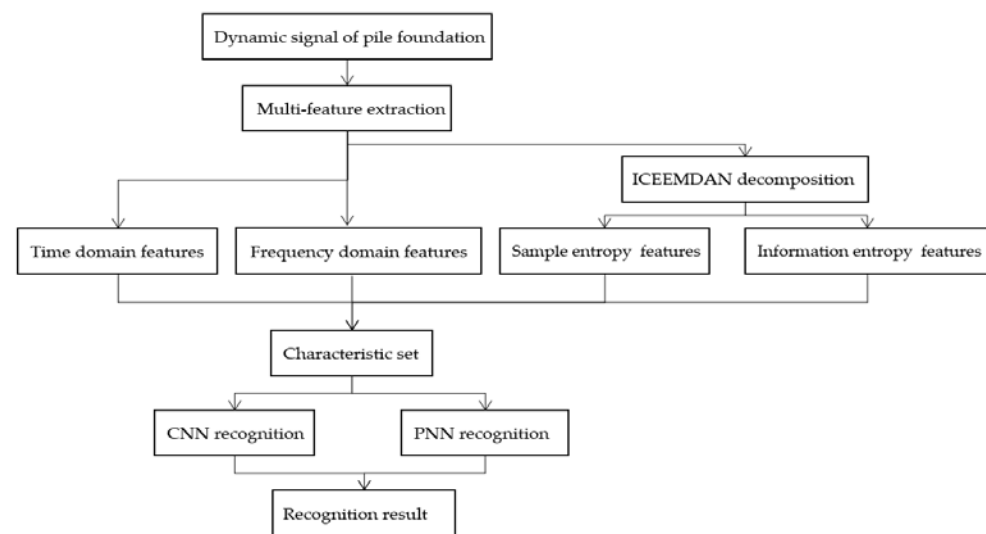 Dynamic signal of pile foundation
Multi-feature extraction
ICEEMDAN decomposition
Time domain features
Frequency domain features
Sample entropy features
Information entropy features
Characteristic set
CNN recognition
PNN recognition
Recognition result